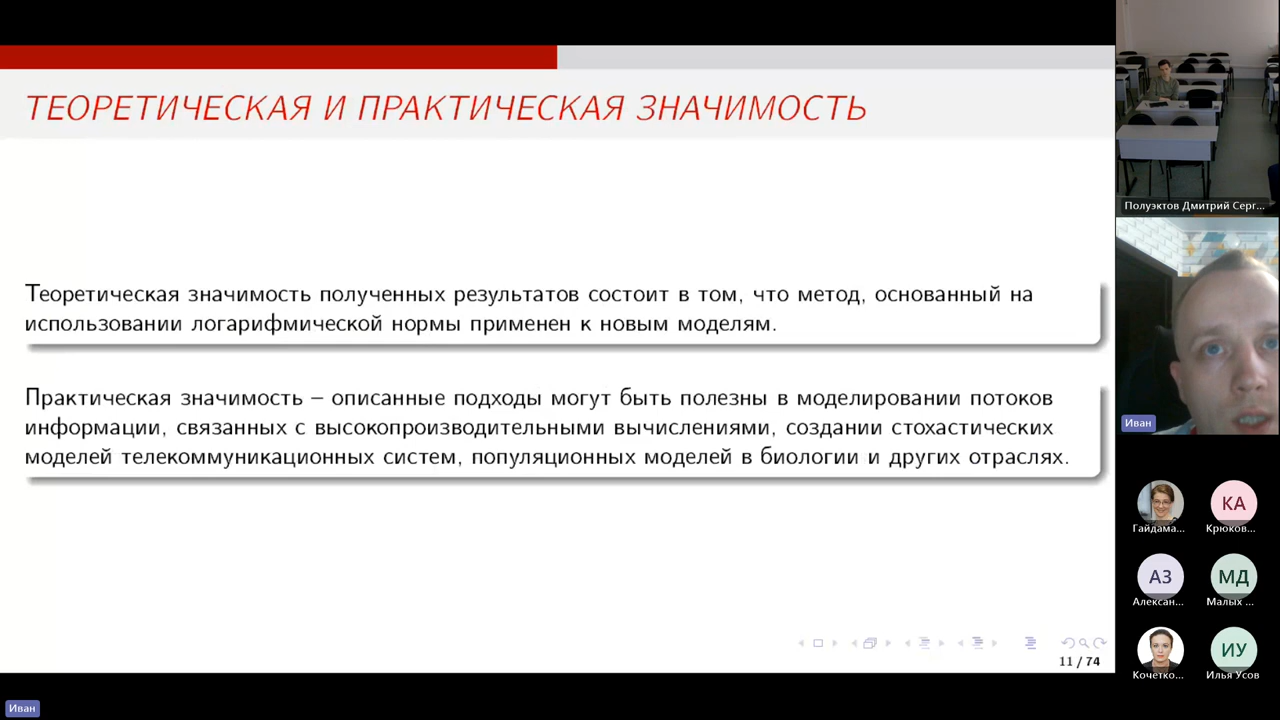 ТЕОРЕТИЧЕСКАЯ И ПРАКТИЧЕСКАЯ ЗНАЧИМОСТЬ
Теоретическая значимость полученных результатов состоит в том, что метод, основанный на
использовании логарифмической нормы применен к новым моделям.
Практическая значимость – описанные подходы могут быть полезны в моделировании потоков
информации, связанных с высокопроизводительными вычислениями, создании стохастических
моделей телекоммуникационных систем, популяционных моделей в биологии и других отраслях.
11 / 74
Иван
Полуэктов Дмитрий Серг...
Иван
Гайдама...
КА
Крюков...
АЗ
Алексан...
МД
Малых ...
Кочетко...
ИУ
Илья Усов